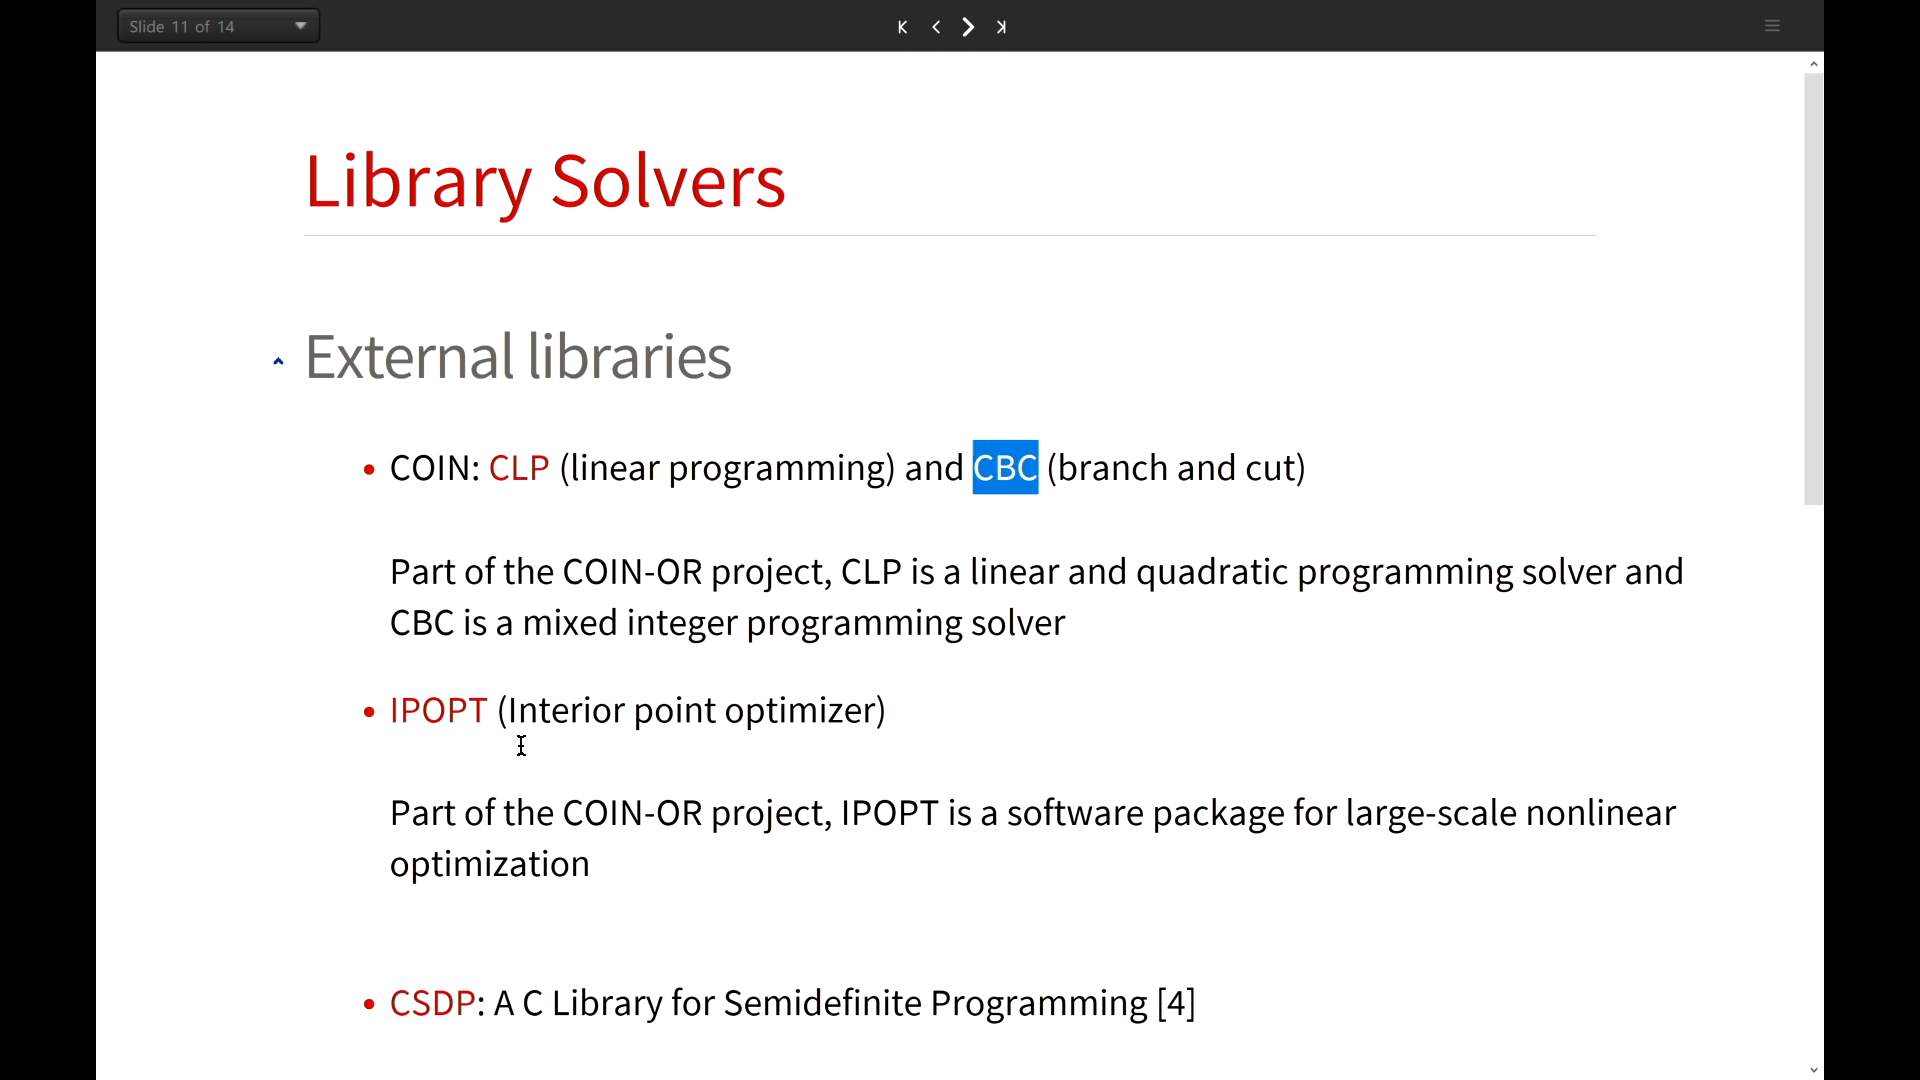 Slide 11 of 14
Library Solvers
External libraries
• COIN: CLP (linear programming) and CBC (branch and cut)
Part of the COIN-OR project, CLP is a linear and quadratic programming solver and
CBC is a mixed integer programming solver
• IPOPT (Interior point optimizer)
Part of the COIN-OR project, IPOPT is a software package for large-scale nonlinear
optimization
• CSDP: A C Library for Semidefinite Programming [4]